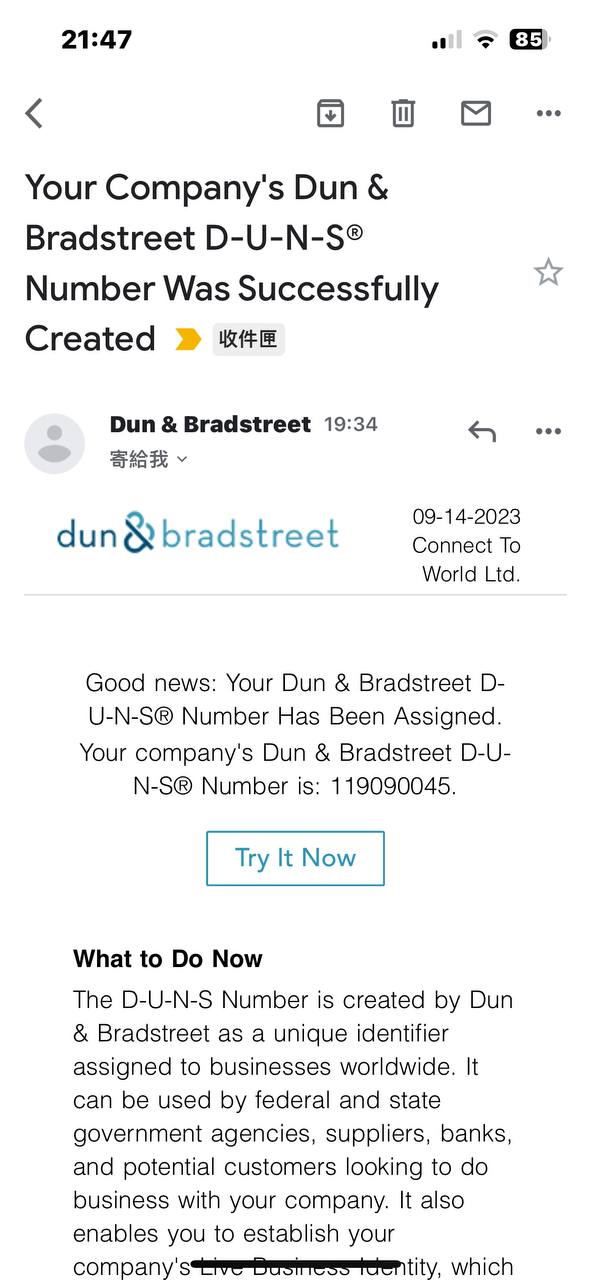 21:47
85
Your Company's Dun &
Bradstreet D-U-N-S®
Number Was Successfully
Created 收件匣
Dun & Bradstreet 19:34
寄給我
dun & bradstreet
09-14-2023
Connect To
World Ltd.
Good news: Your Dun & Bradstreet D-
U-N-S® Number Has Been Assigned.
Your company's Dun & Bradstreet D-U-
N-S® Number is: 119090045.
Try It Now
What to Do Now
The D-U-N-S Number is created by Dun
& Bradstreet as a unique identifier
assigned to businesses worldwide. It
can be used by federal and state
government agencies, suppliers, banks,
and potential customers looking to do
business with your company. It also
enables you to establish your
company's Live Business Identity, which